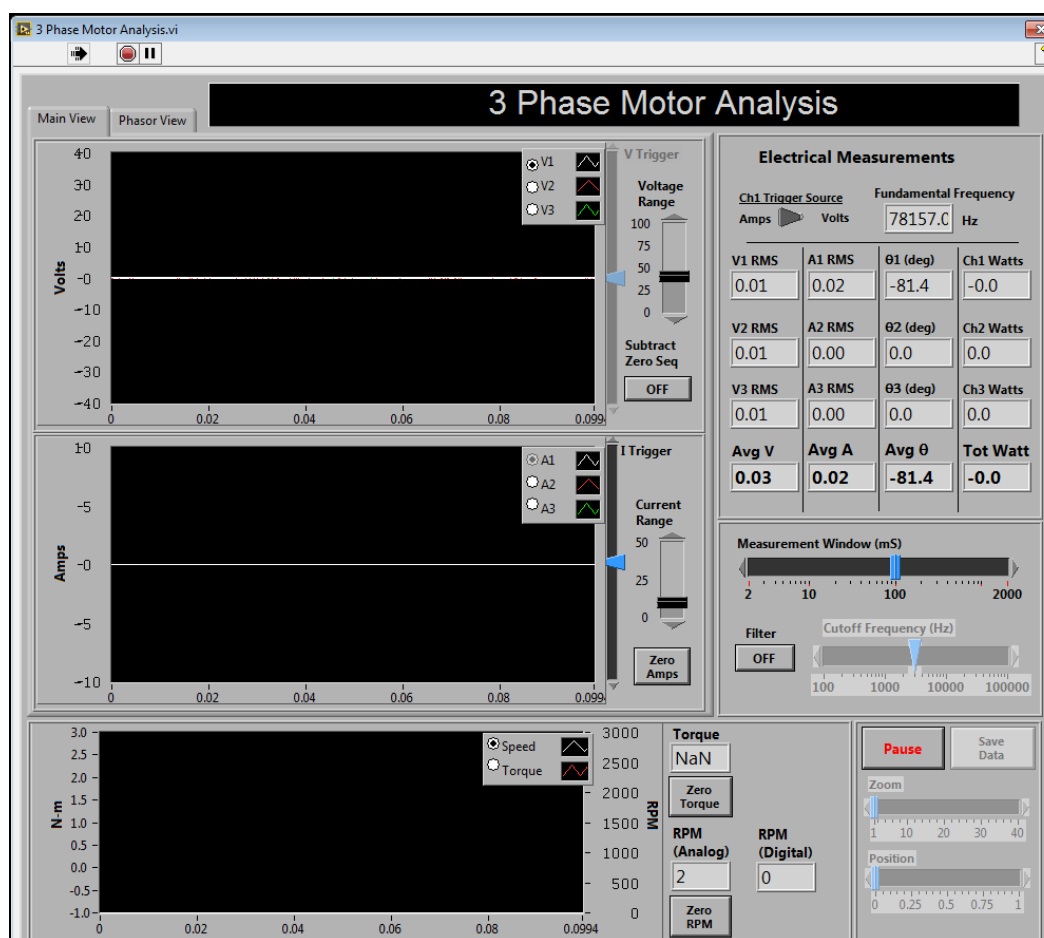 3 Phase Motor Analysis.vi
3 Phase Motor Analysis
Main View
Phasor View
40
30
20
10
-0
-10
-20
-30
-40
Volts
0 0.02 0.04 0.06 0.08 0.0994
V1
V2
V3
V Trigger
Voltage
Range
100
75
50
25
0
Subtract
Zero Seq
OFF
10
-5
-0
-5
-10
Amps
0 0.02 0.04 0.06 0.08 0.0994
A1
A2
A3
I Trigger
Current
Range
50
25
0
Zero
Amps
Electrical Measurements
Ch1 Trigger Source
Amps Volts
Fundamental Frequency
78157.0 Hz
V1 RMS A1 RMS θ1 (deg) Ch1 Watts
0.01 0.02 -81.4 -0.0
V2 RMS A2 RMS θ2 (deg) Ch2 Watts
0.01 0.00 0.0 0.0
V3 RMS A3 RMS θ3 (deg) Ch3 Watts
0.01 0.00 0.0 0.0
Avg V Avg A Avg θ Tot Watt
0.03 0.02 -81.4 -0.0
Measurement Window (mS)
2 10 100 2000
Filter
OFF
Cutoff Frequency (Hz)
100 1000 10000 100000
3.0
2.5
2.0
1.5
1.0
0.5
0.0
-0.5
-1.0
N-m
0 0.02 0.04 0.06 0.08 0.0994
Speed
Torque
3000
2500
2000
1500
1000
500
0
RPM
Torque
NaN
Zero
Torque
RPM
(Analog)
2
Zero
RPM
RPM
(Digital)
0
Pause
Save
Data
Zoom
1 10 20 30 40
Position
0 0.25 0.5 0.75 1